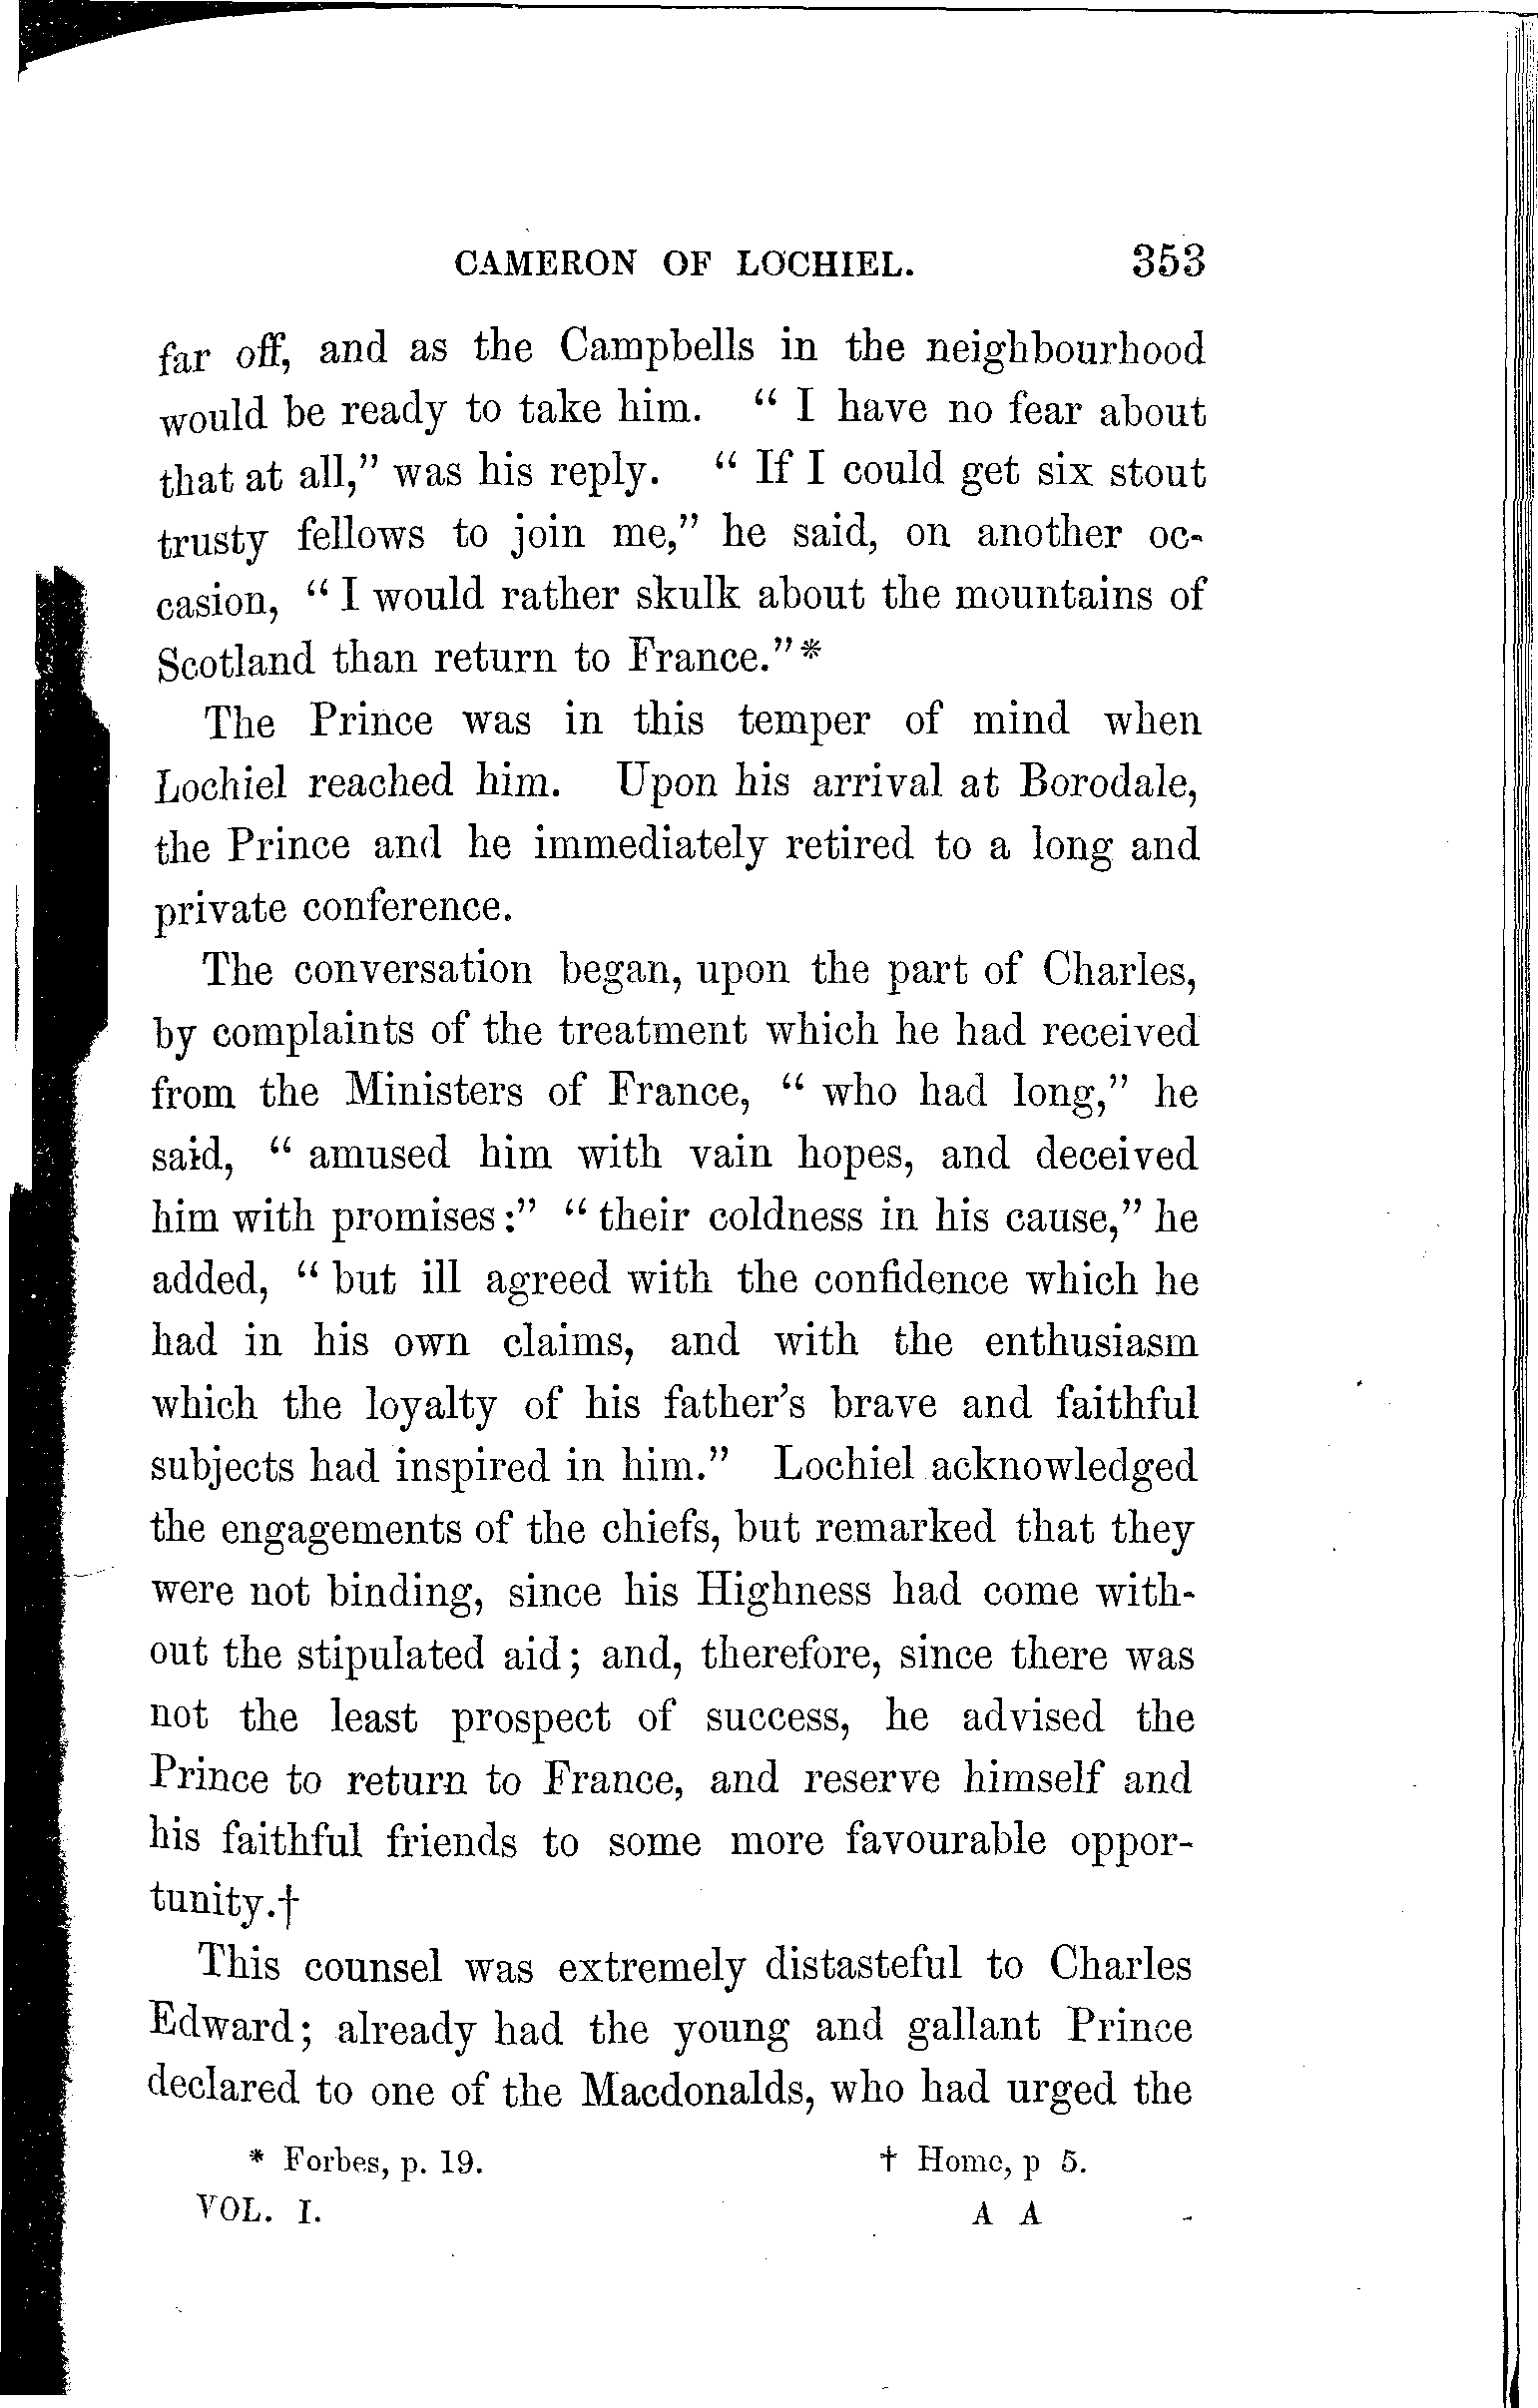 CAMERON OF LOCHIEL. 353
far off, and as the Campbells in the neighbourhood
would be ready to take him. “ I have no fear about
that at all,” was his reply. “ If I could get six stout
trusty fellows to join me,” he said, on another oc-
casion, “ I would rather skulk about the mountains of
Scotland than return to France.”*
The Prince was in this temper of mind when
Lochiel reached him. Upon his arrival at Borodale,
the Prince and he immediately retired to a long and
private conference.
The conversation began, upon the part of Charles,
by complaints of the treatment which he had received
from the Ministers of France, “ who had long,” he
said, “ amused him with vain hopes, and deceived
him with promises :” “ their coldness in his cause,” he
added, “ but ill agreed with the confidence which he
had in his own claims, and with the enthusiasm
which the loyalty of his father’s brave and faithful
subjects had inspired in him.” Lochiel acknowledged
the engagements of the chiefs, but remarked that they
were not binding, since his Highness had come with-
out the stipulated aid; and, therefore, since there was
not the least prospect of success, he advised the
Prince to return to France, and reserve himself and
his faithful friends to some more favourable oppor-
tunity.†
This counsel was extremely distasteful to Charles
Edward; already had the young and gallant Prince
declared to one of the Macdonalds, who had urged the
* Forbes, p. 19. † Home, p 5.
VOL. I. A A